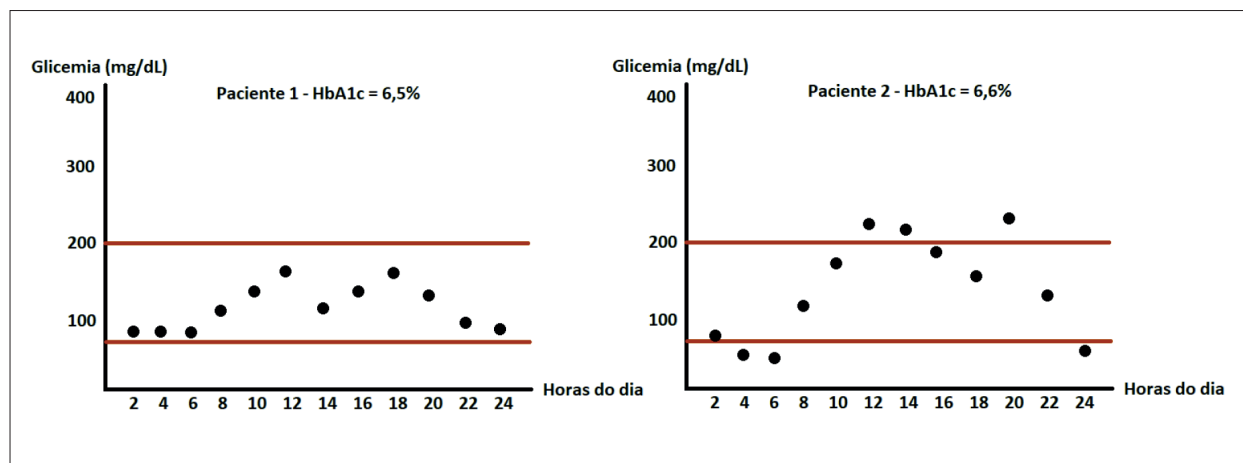 Glicemia (mg/dL)
Paciente 1 - HbA1c = 6,5%
400
300
200
100
Horas do dia
2 4 6 8 10 12 14 16 18 20 22 24
Glicemia (mg/dL)
Paciente 2 - HbA1c = 6,6%
400
300
200
100
Horas do dia
2 4 6 8 10 12 14 16 18 20 22 24